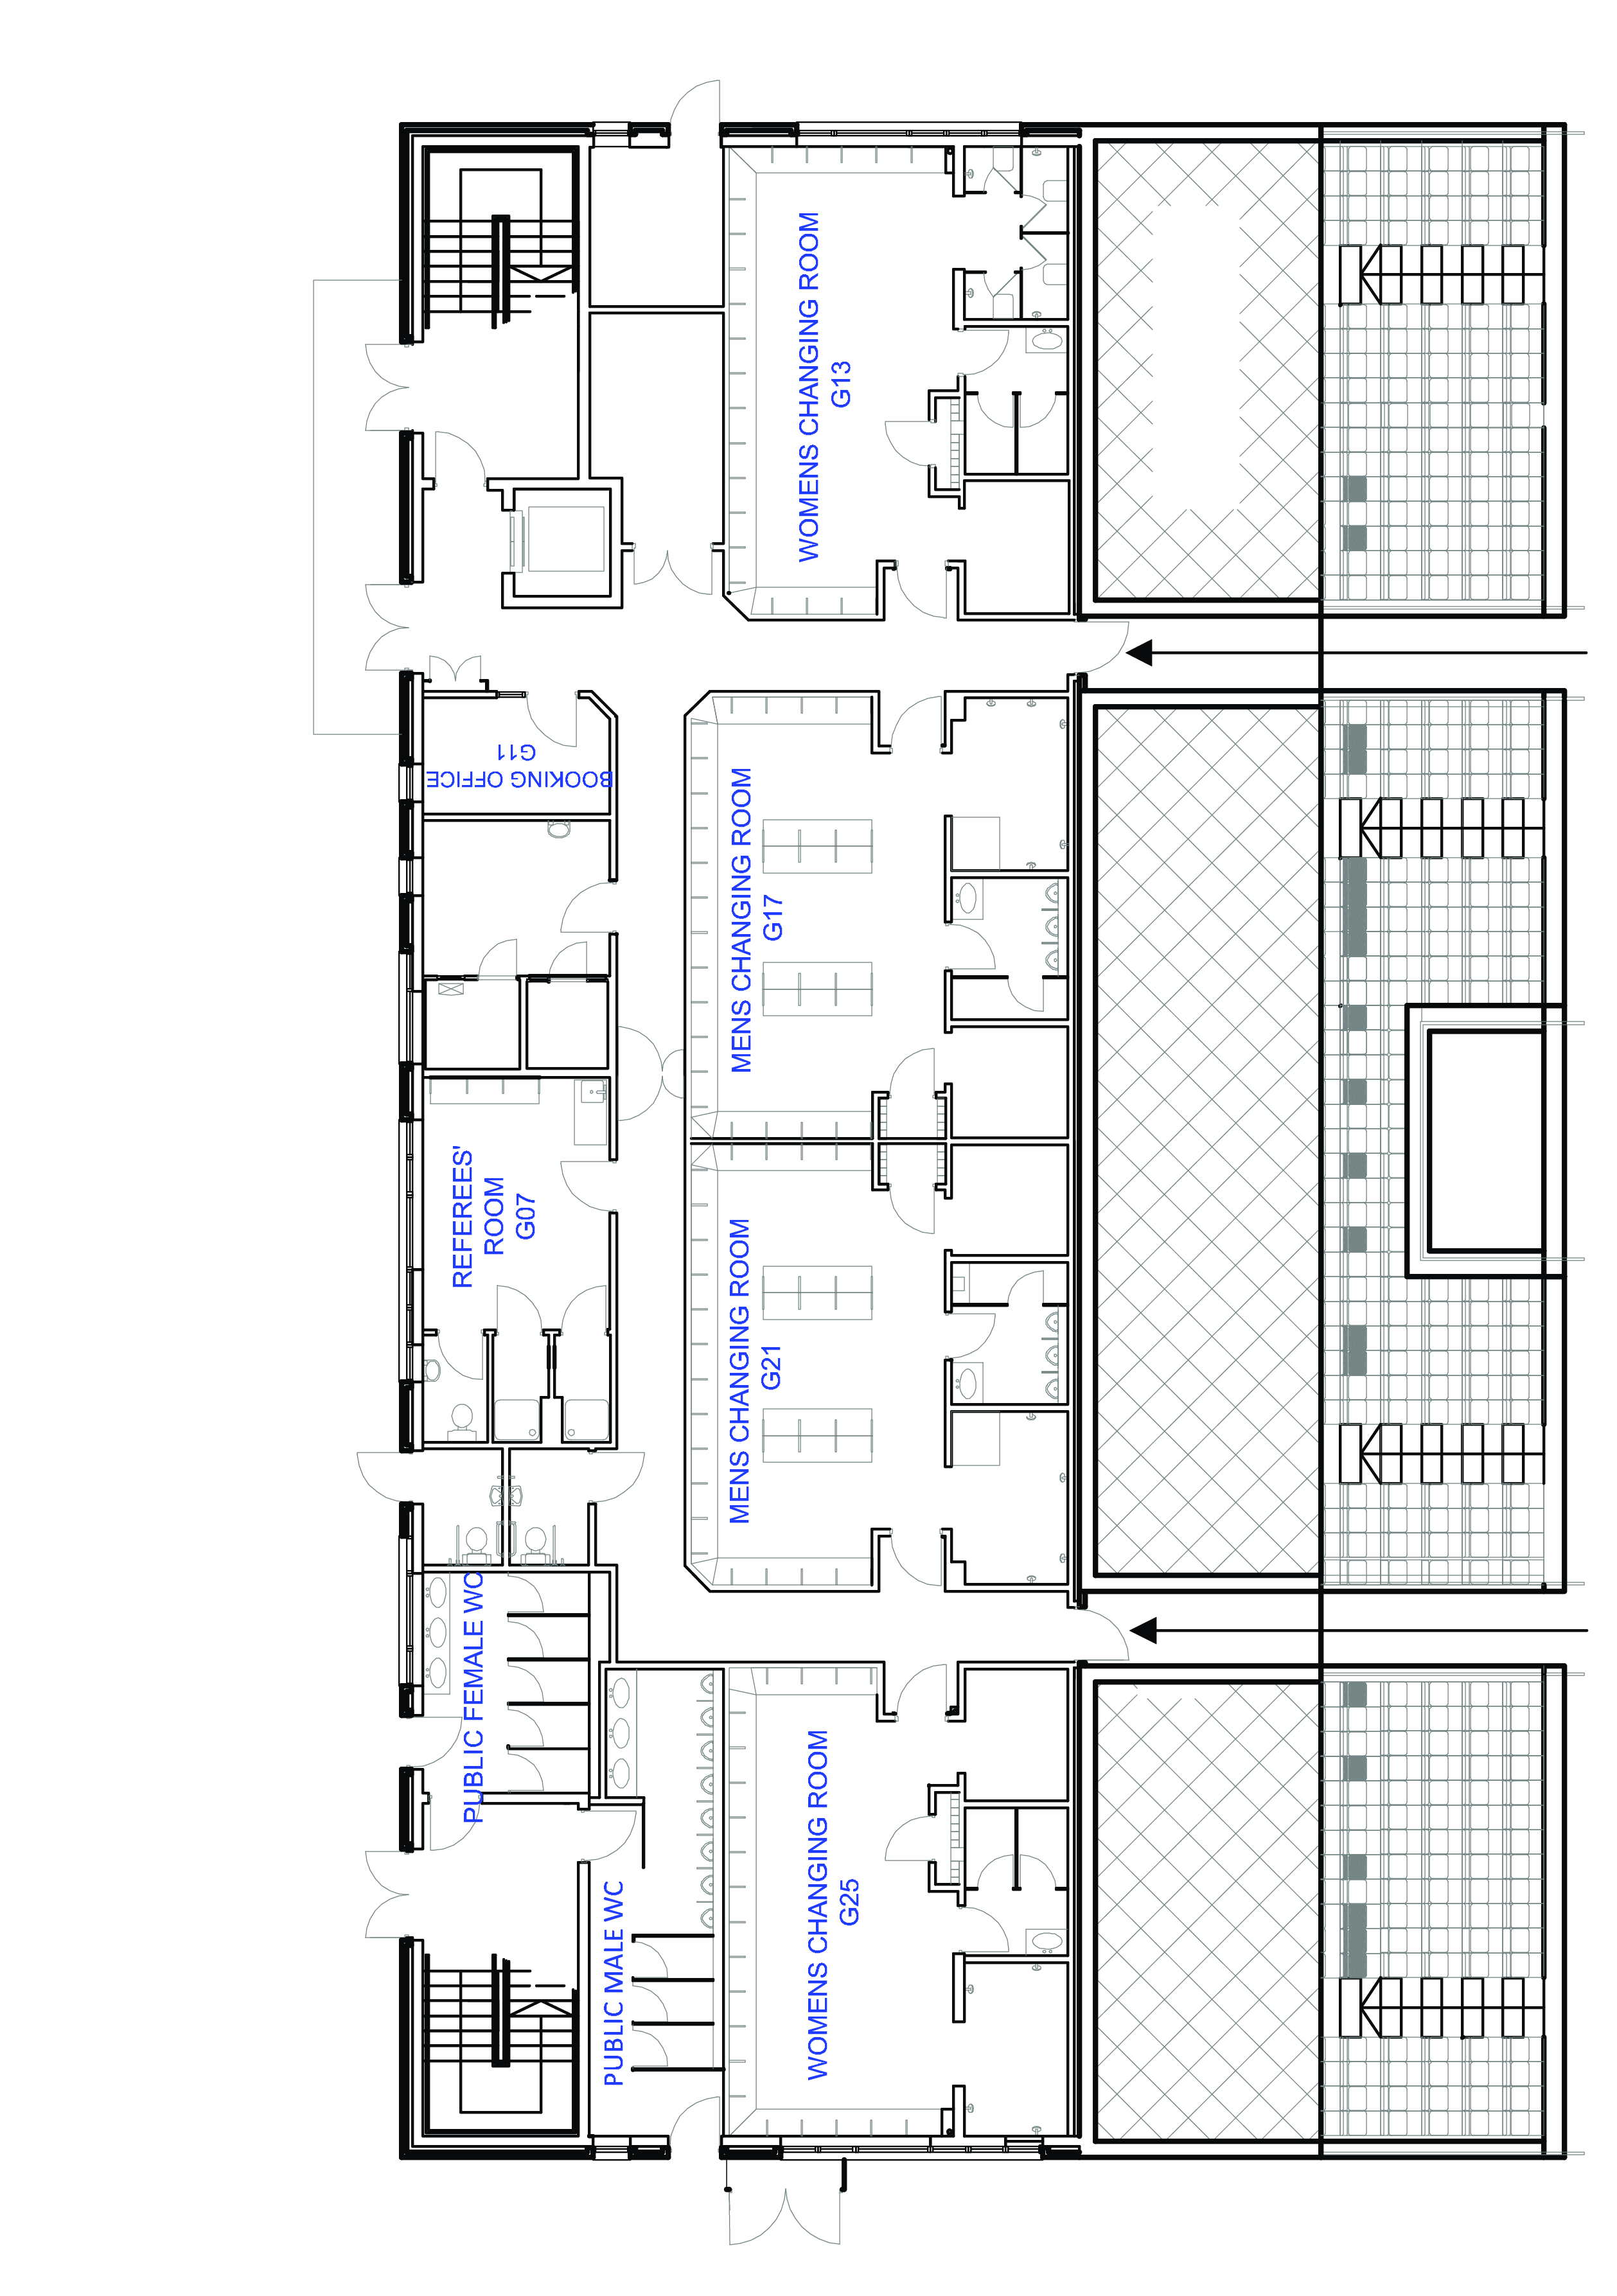 WOMENS CHANGING ROOM
G13
BOOKING OFFICE
G11
MENS CHANGING ROOM
G17
REFEREES'
ROOM
G07
MENS CHANGING ROOM
G21
PUBLIC FEMALE WC
PUBLIC MALE WC
WOMENS CHANGING ROOM
G25